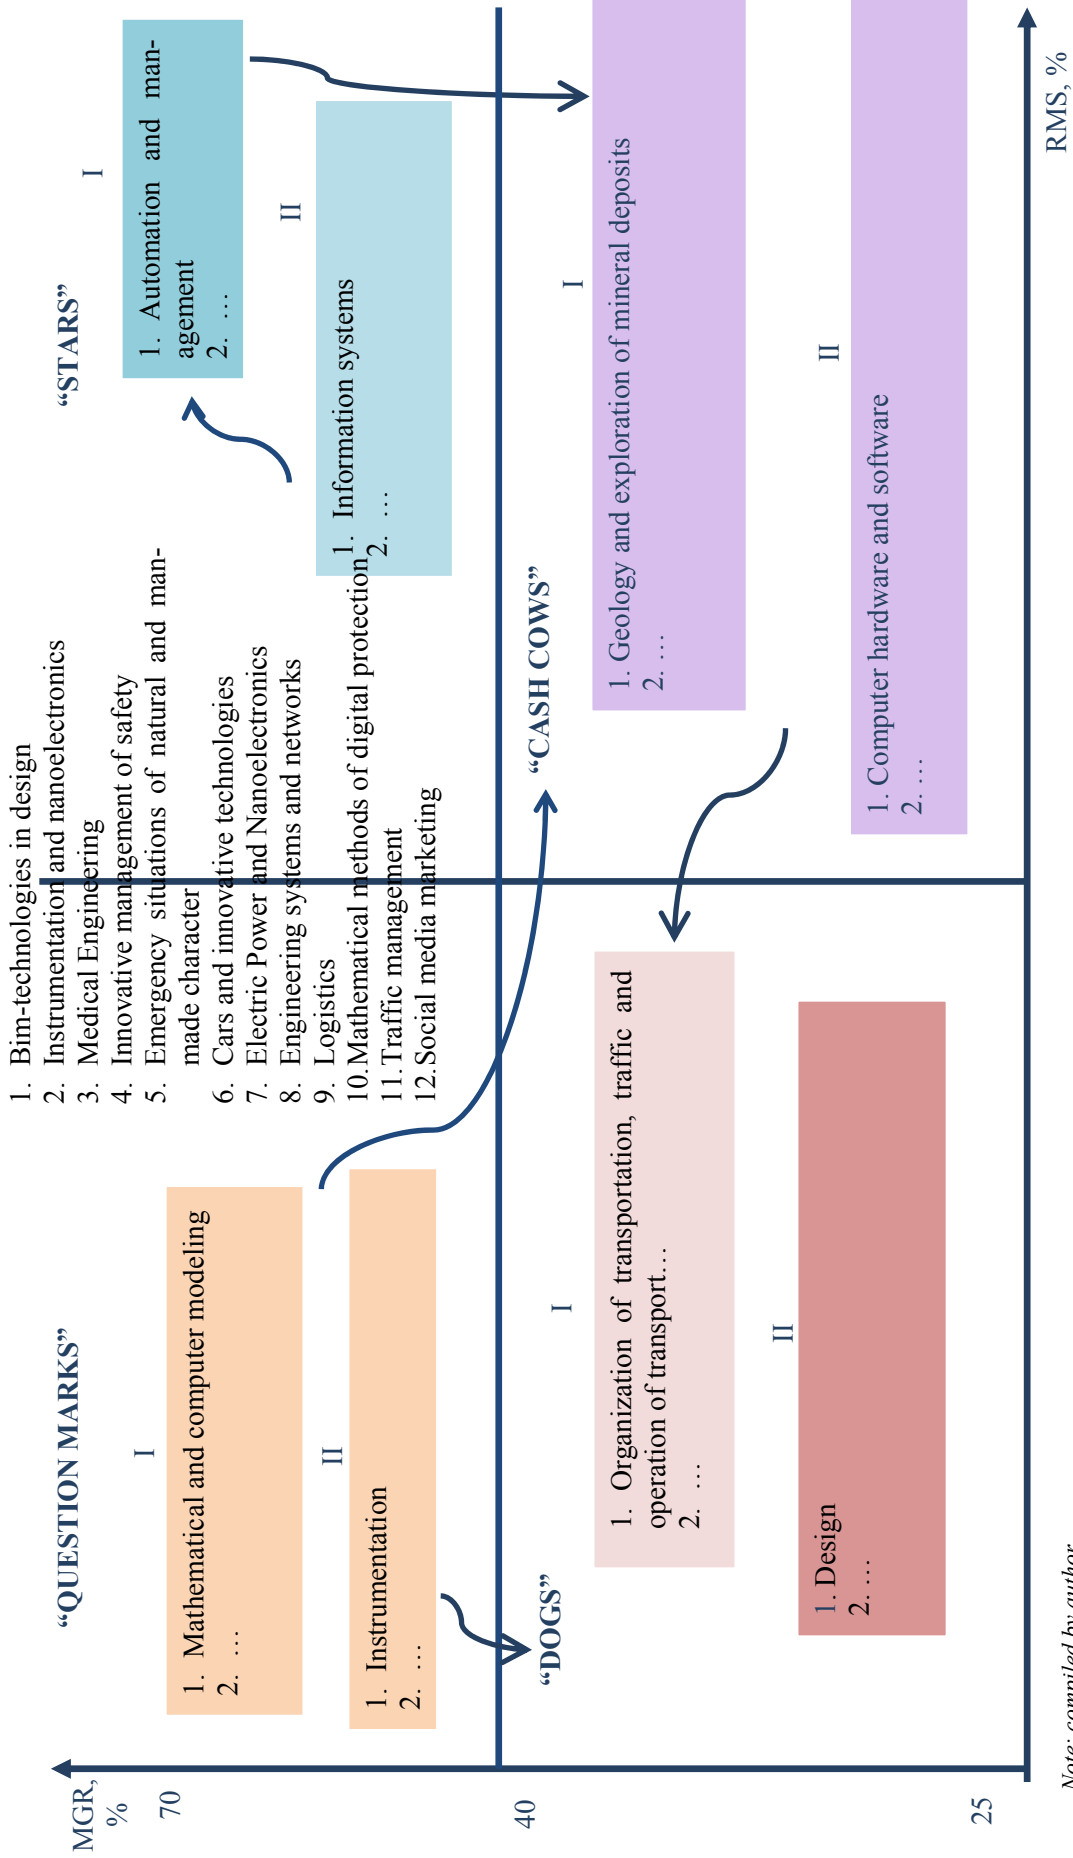 MGR,
%
70
40
25
“QUESTION MARKS”
I
1. Mathematical and computer modeling
2. …
II
1. Instrumentation
2. …
1. Bim-technologies in design
2. Instrumentation and nanoelectronics
3. Medical Engineering
4. Innovative management of safety
5. Emergency situations of natural and man-
made character
6. Cars and innovative technologies
7. Electric Power and Nanoelectronics
8. Engineering systems and networks
9. Logistics
10.Mathematical methods of digital protection
11.Traffic management
12.Social media marketing
“STARS”
I
1. Automation and man-
agement
2. …
II
1. Information systems
2. …
“DOGS”
I
1. Organization of transportation, traffic and
operation of transport…
2. …
II
1. Design
2. …
“CASH COWS”
I
1. Geology and exploration of mineral deposits
2. …
II
1. Computer hardware and software
2. …
RMS, %
Note: compiled by author